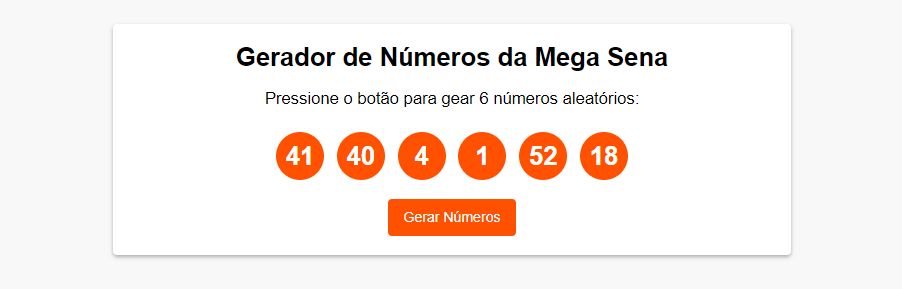 Gerador de Números da Mega Sena
Pressione o botão para gear 6 números aleatórios:
41 40 4 1 52 18
Gerar Números